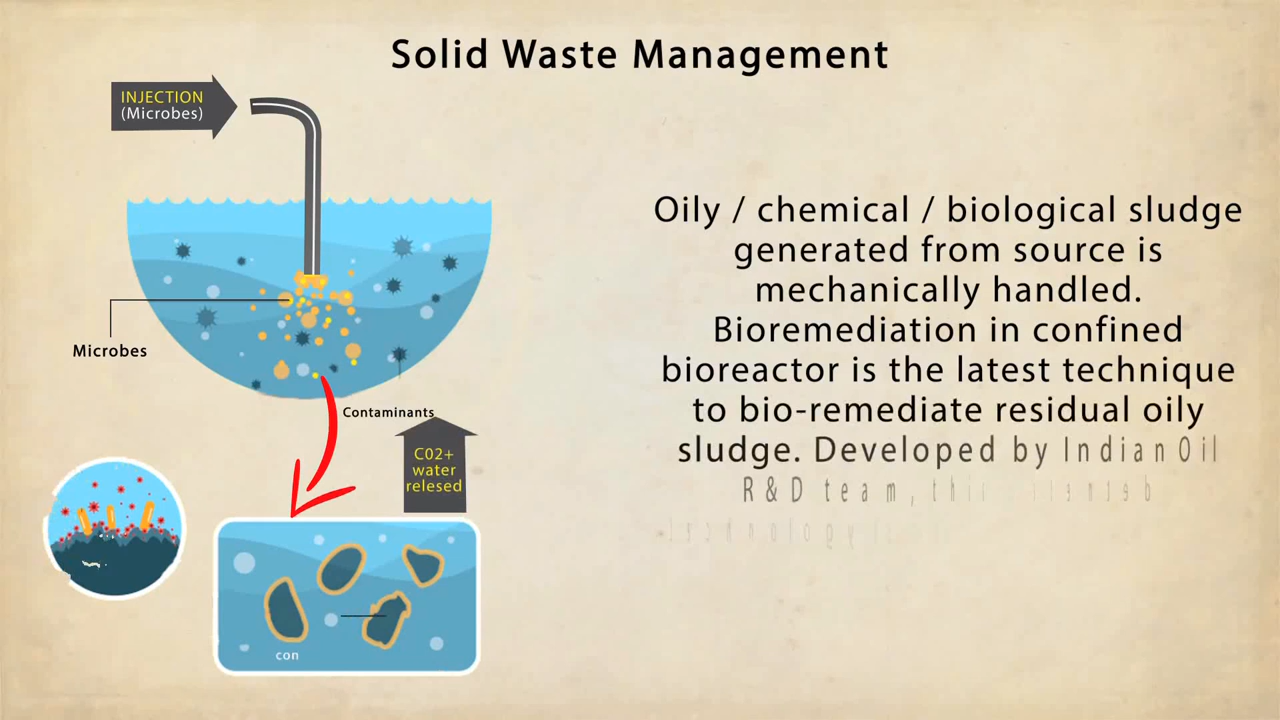 Solid Waste Management
INJECTION
(Microbes)
Microbes
Contaminants
C02+
water
relesed
con
Oily / chemical / biological sludge
generated from source is
mechanically handled.
Bioremediation in confined
bioreactor is the latest technique
to bio-remediate residual oily
sludge. Developed by IndianOil
R&D team,